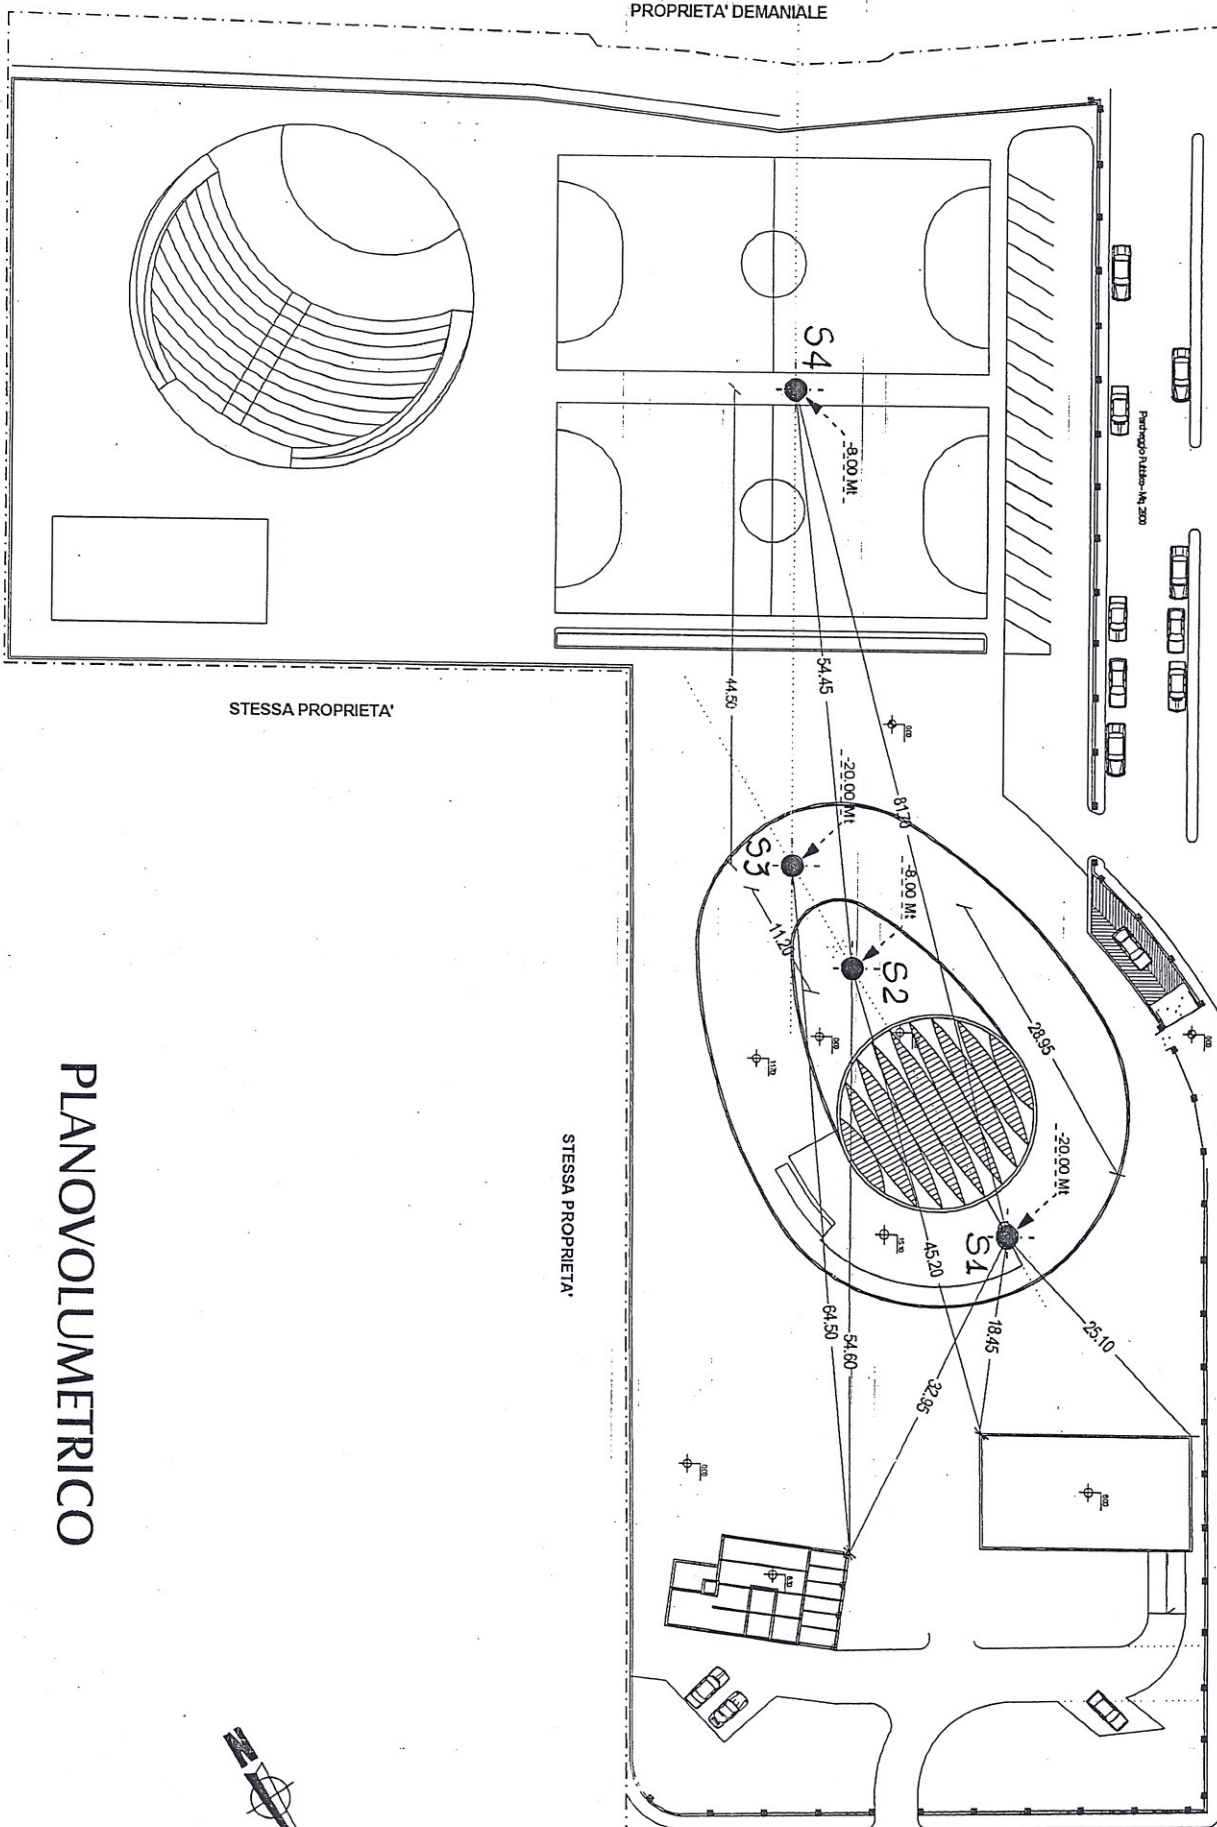 PROPRIETA' DEMANIALE
S4
-8.00 Mt
Parcheggio Pubblico - Mq. 2800
54.45
44.50
STESSA PROPRIETA'
-20.00 Mt
81.70
S3
-8.00 Mt
11.20
S2
28.95
-20.00 Mt
STESSA PROPRIETA'
S1
45.20
18.45
25.10
64.50
54.60
32.95
PLANOVOLUMETRICO
N